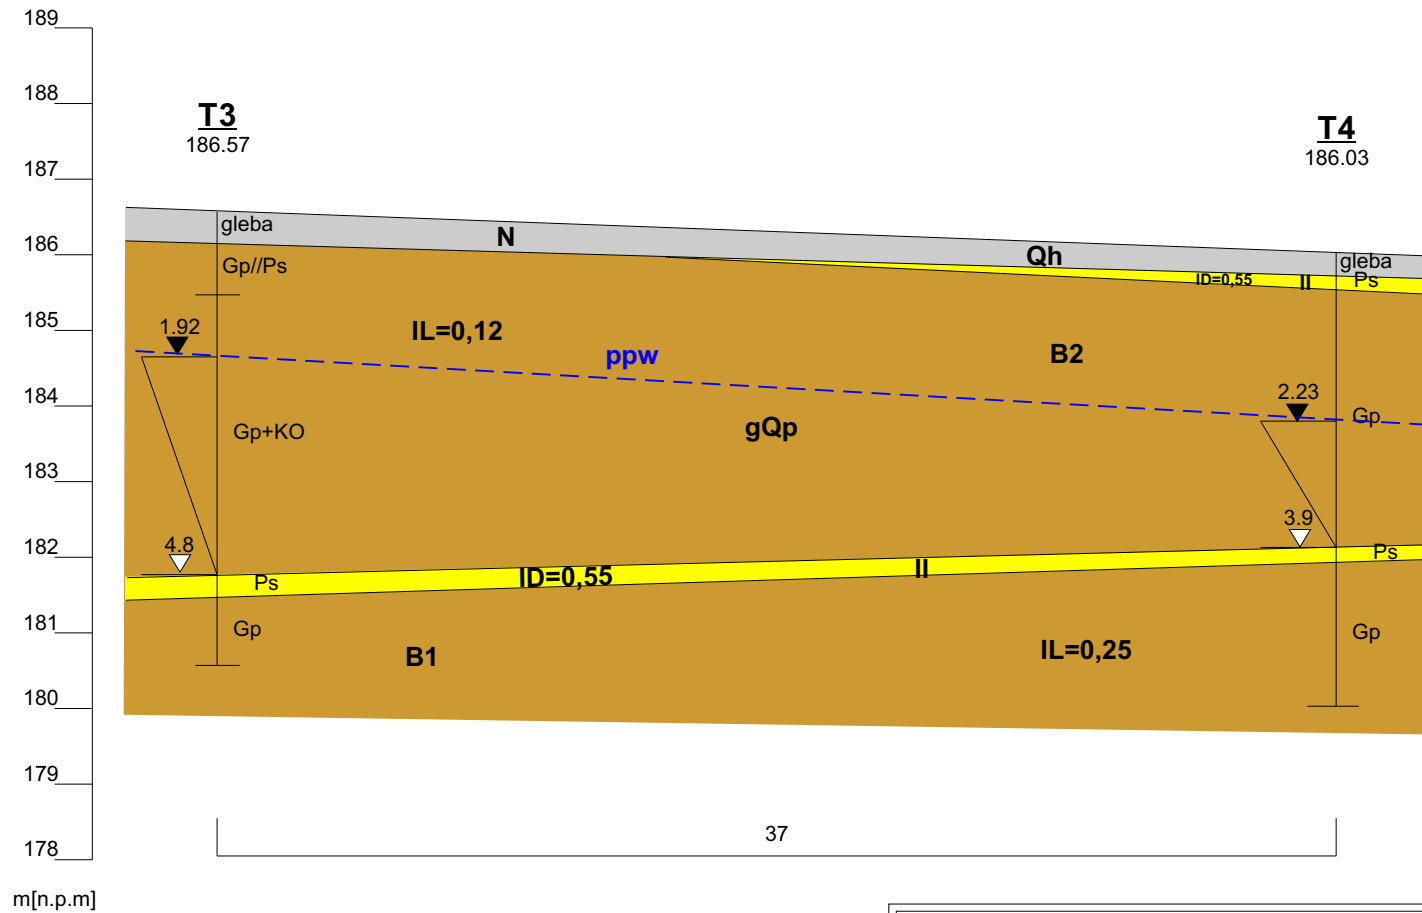 189
188
187
186
185
184
183
182
181
180
179
178
m[n.p.m]
T3
186.57
T4
186.03
gleba
N
Qh
gleba
Gp//Ps
ID=0,55
II
Ps
1.92
IL=0,12
ppw
B2
2.23
Gp+KO
gQp
Gp
4.8
3.9
Ps
ID=0,55
II
Ps
Gp
B1
IL=0,25
Gp
37